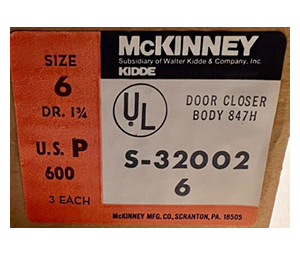 SIZE
6
DR. 1¾
U.S. P
600
3 EACH
McKINNEY
Subsidiary of Walter Kidde & Company, Inc.
KIDDE
UL
DOOR CLOSER
BODY 847H
S-32002
6
McKINNEY MFG. CO., SCRANTON, PA. 18505